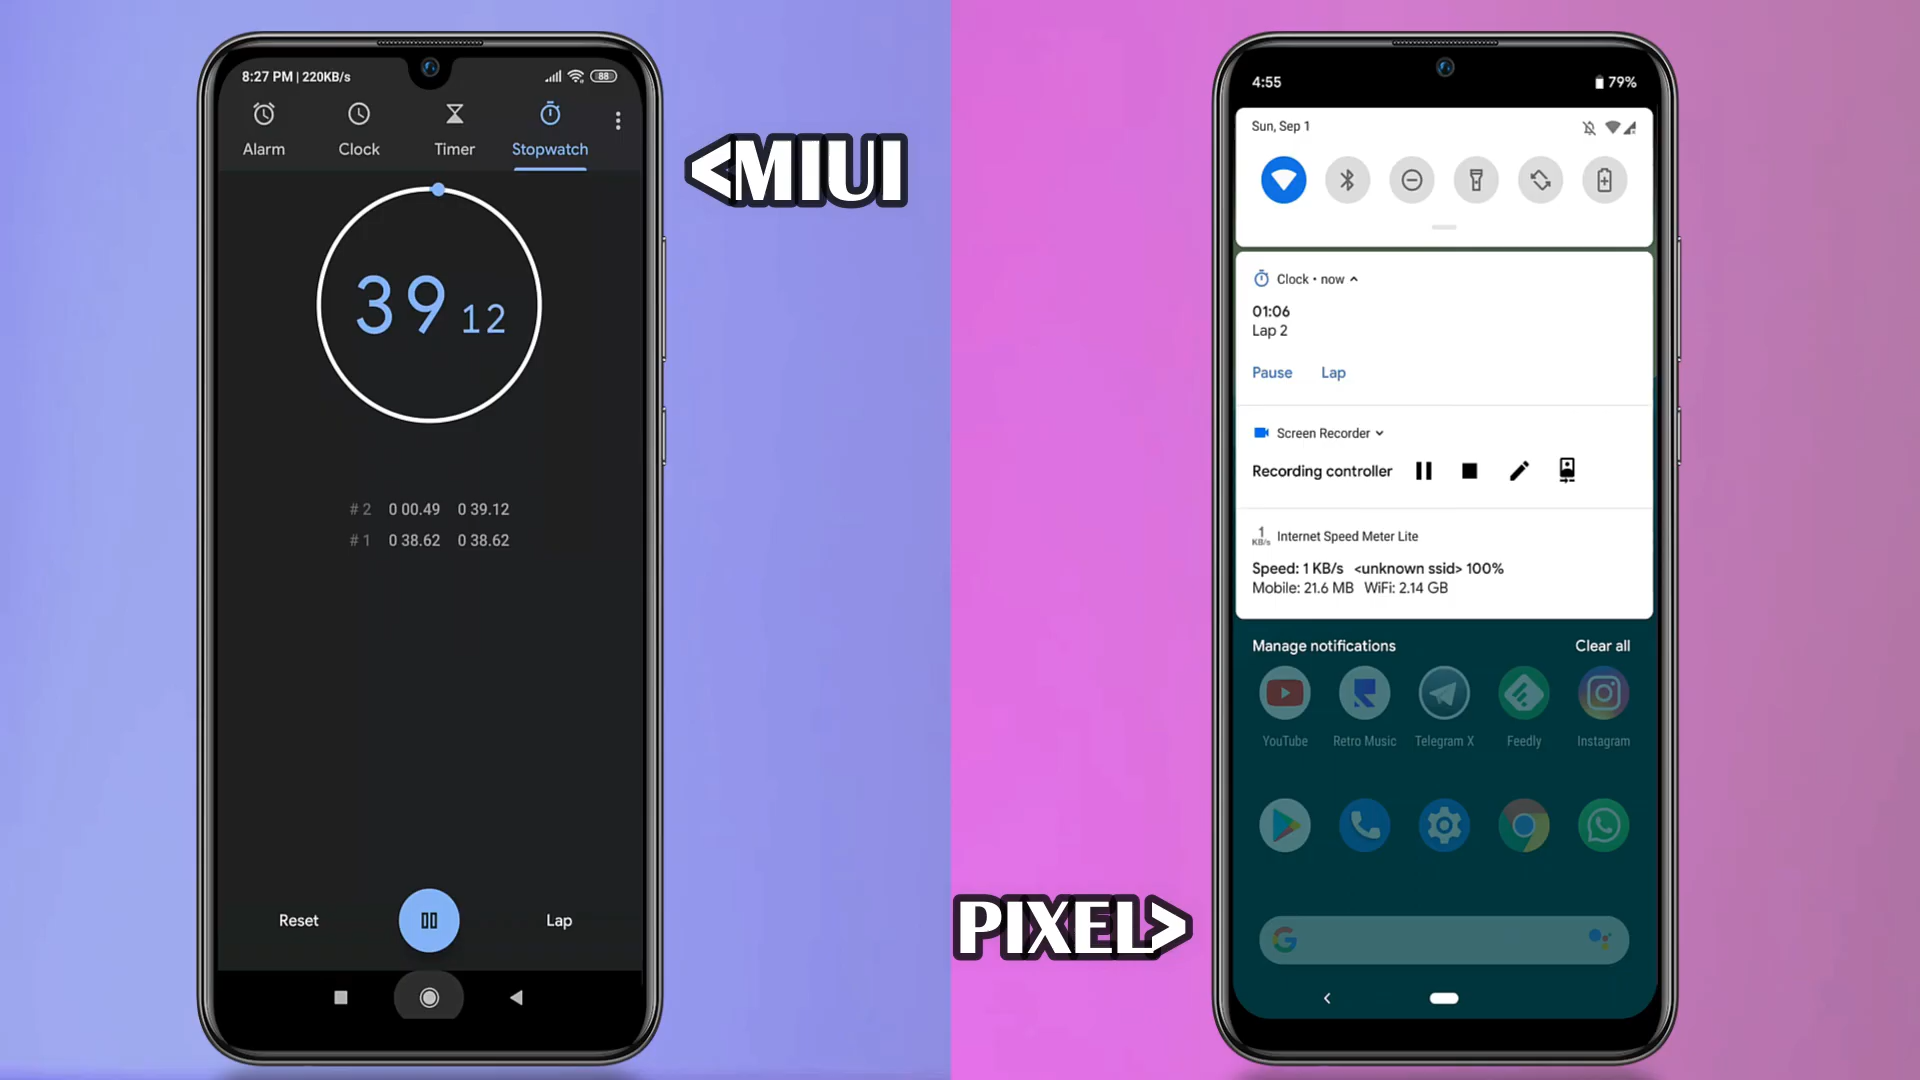 8:27 PM | 220KB/s
88
Alarm
Clock
Timer
Stopwatch
39 12
# 2 0 00.49 0 39.12
# 1 0 38.62 0 38.62
Reset
Lap
<MIUI
PIXEL>
4:55
79%
Sun, Sep 1
Clock • now
01:06
Lap 2
Pause Lap
Screen Recorder
Recording controller
1 KB/s Internet Speed Meter Lite
Speed: 1 KB/s <unknown ssid> 100%
Mobile: 21.6 MB WiFi: 2.14 GB
Manage notifications Clear all
YouTube Retro Music Telegram X Feedly Instagram
G